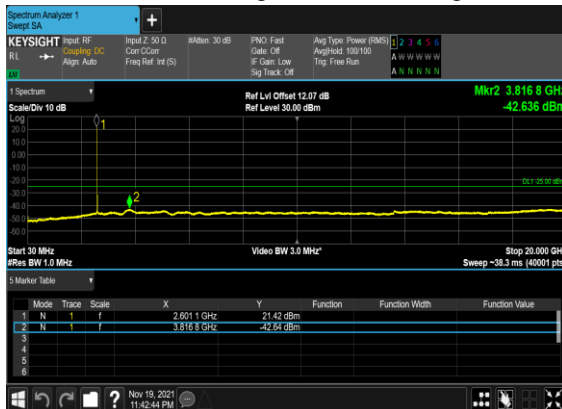 Spectrum Analyzer 1
Swept SA
KEYSIGHT Input: RF Input Z: 50 Ω #Atten: 30 dB PNO: Fast Avg Type: Power (RMS) 1 2 3 4 5 6
RL Coupling: DC Corr CCorr Gate: Off Avg|Hold: 100/100 A W W W W W
Align: Auto Freq Ref: Int (S) IF Gain: Low Trig: Free Run
LXI Sig Track: Off A N N N N N
1 Spectrum Ref Lvl Offset 12.07 dB Mkr2 3.816 8 GHz
Scale/Div 10 dB Ref Level 30.00 dBm -42.636 dBm
Log
20.0 1
10.0
0.00
-10.0
-20.0 DL1 -25.00 dBm
-30.0
-40.0 2
-50.0
-60.0
Start 30 MHz Video BW 3.0 MHz* Stop 20.000 GHz
#Res BW 1.0 MHz Sweep ~38.3 ms (40001 pts)
5 Marker Table
Mode Trace Scale X Y Function Function Width Function Value
1 N 1 f 2.601 1 GHz 21.42 dBm
2 N 1 f 3.816 8 GHz -42.64 dBm
3
4
5
6
? Nov 19, 2021
11:42:44 PM